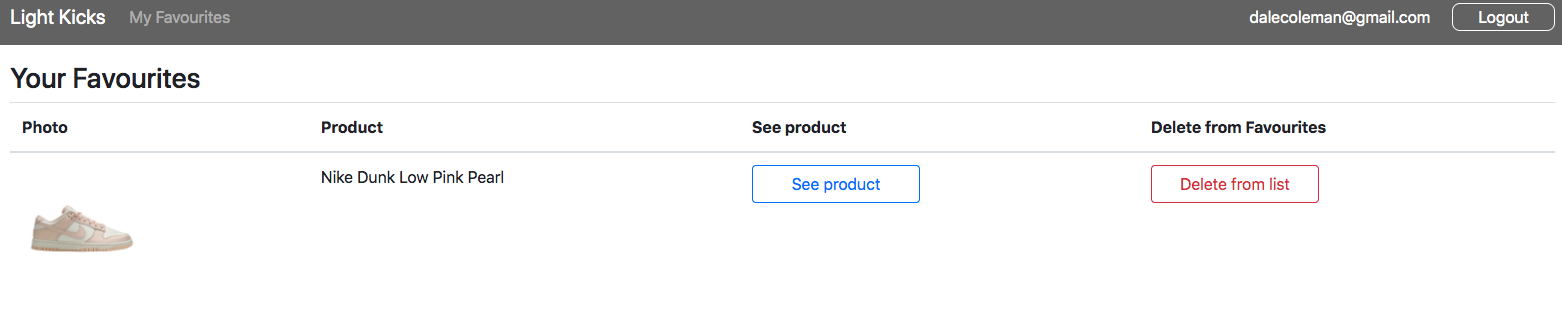 Light Kicks My Favourites dalecoleman@gmail.com Logout
Your Favourites
Photo Product See product Delete from Favourites
Nike Dunk Low Pink Pearl See product Delete from list